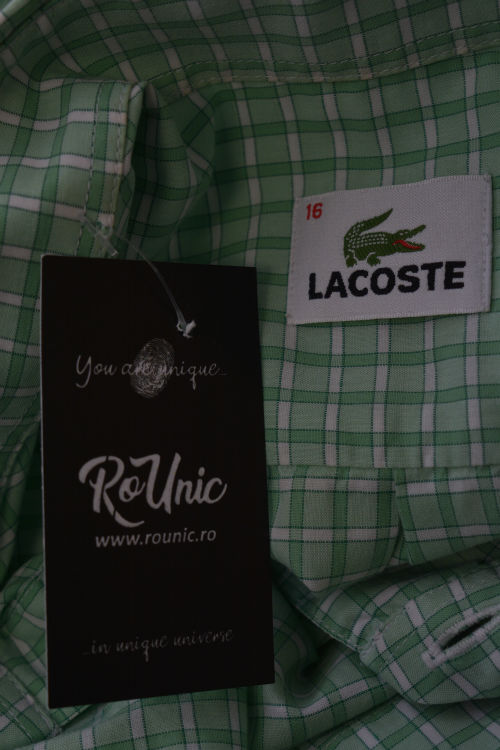 16
LACOSTE
You are unique...
RoUnic
www.rounic.ro
...in unique universe